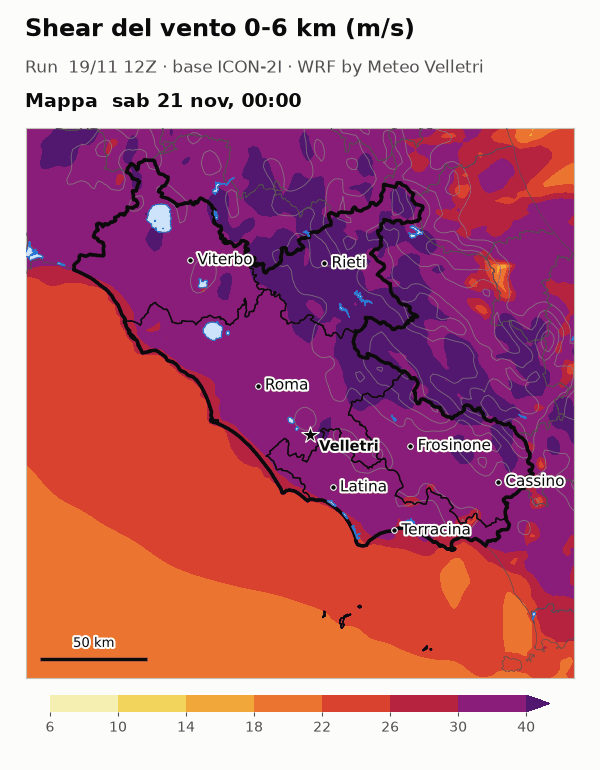 Shear del vento 0-6 km (m/s)
Run  19/11 12Z · base ICON-2I · WRF by Meteo Velletri
Mappa  sab 21 nov, 00:00
Viterbo
Rieti
Roma
Velletri
Frosinone
Cassino
Latina
Terracina
50 km
6 10 14 18 22 26 30 40